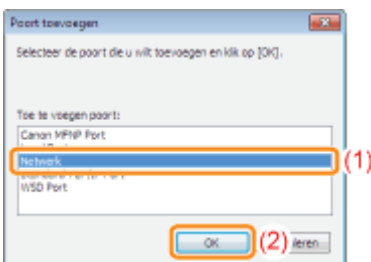 Poort toevoegen
Selecteer de poort die u wilt toevoegen en klik op [OK].
Toe te voegen poort:
Canon MFNP Port
Netwerk
(1)
WSD Port
OK
(2)
leren